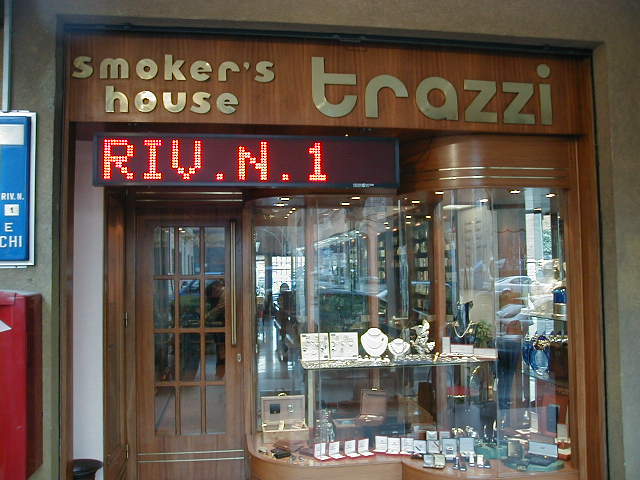 smoker's
house
trazzi
RIV.N.1
RIV. N.
1
E
CHI